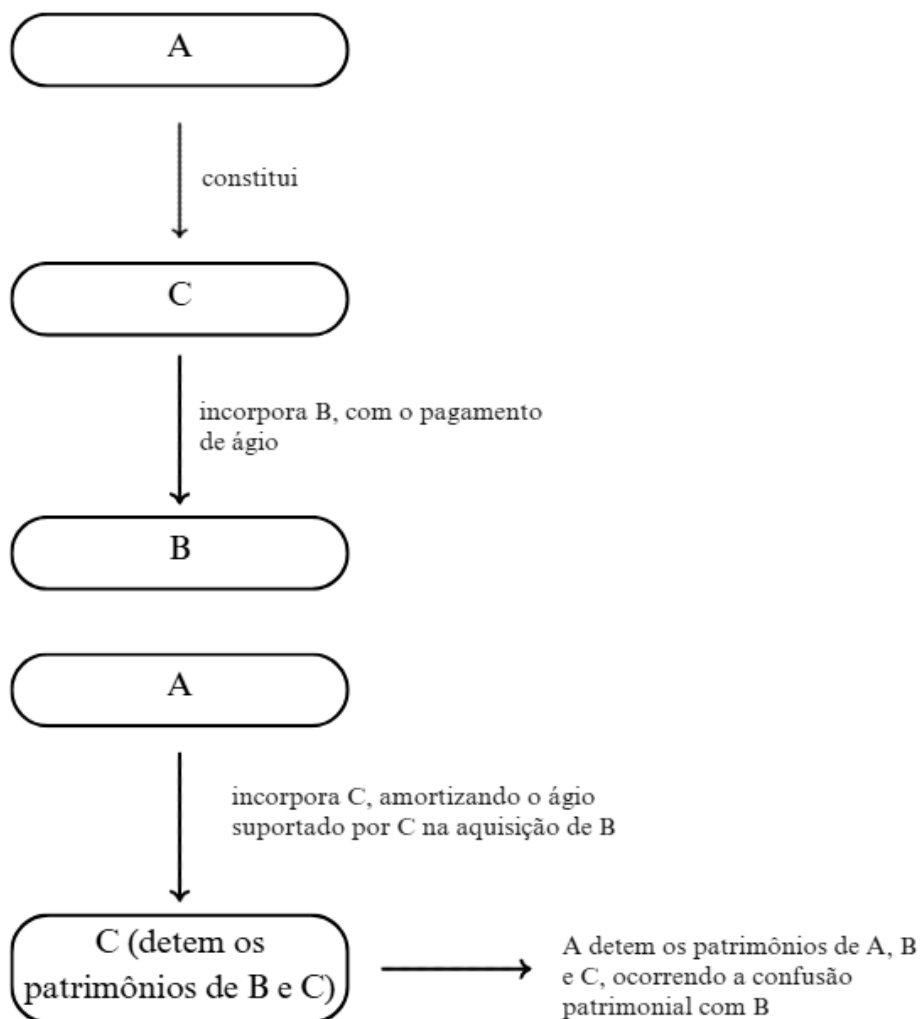 A
constitui
C
incorpora B, com o pagamento
de ágio
B
A
incorpora C, amortizando o ágio
suportado por C na aquisição de B
C (detem os
patrimônios de B e C)
A detem os patrimônios de A, B
e C, ocorrendo a confusão
patrimonial com B